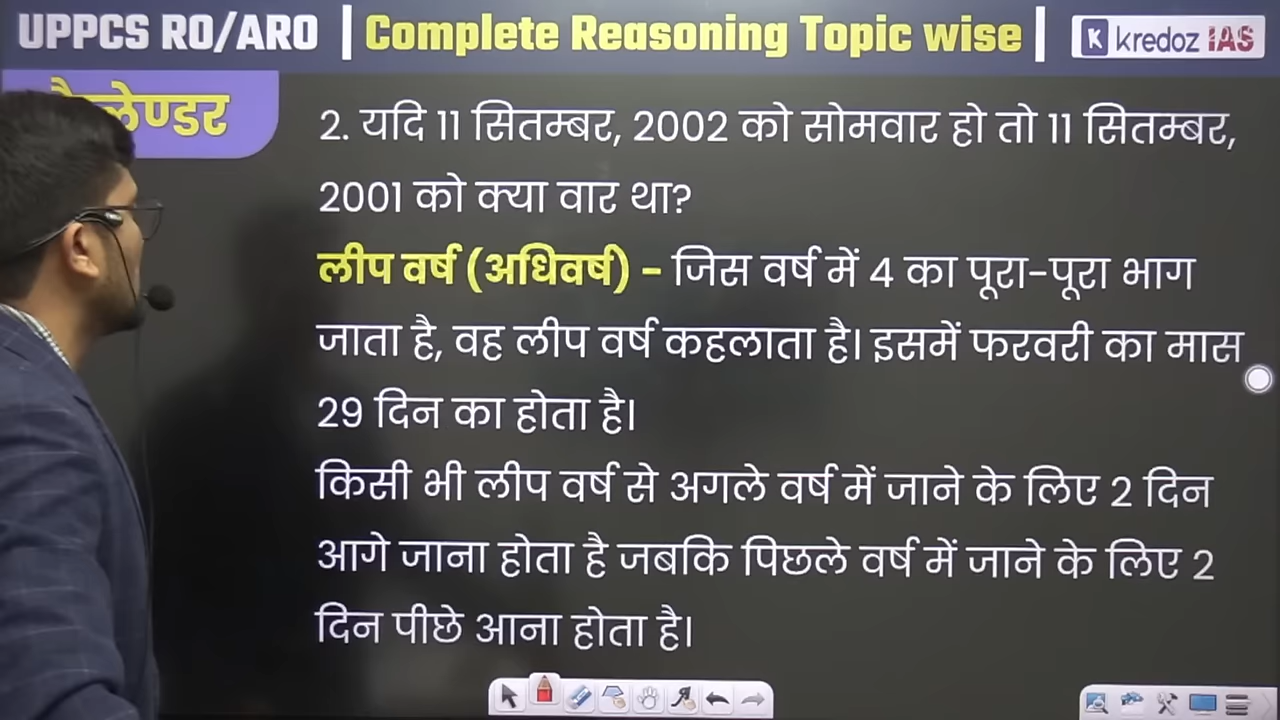 UPPCS RO/ARO | Complete Reasoning Topic wise |
K kredoz IAS
2. यदि 11 सितम्बर, 2002 को सोमवार हो तो 11 सितम्बर,
2001 को क्या वार था?
लीप वर्ष (अधिवर्ष) – जिस वर्ष में 4 का पूरा-पूरा भाग
जाता है, वह लीप वर्ष कहलाता है। इसमें फरवरी का मास
29 दिन का होता है।
किसी भी लीप वर्ष से अगले वर्ष में जाने के लिए 2 दिन
आगे जाना होता है जबकि पिछले वर्ष में जाने के लिए 2
दिन पीछे आना होता है।